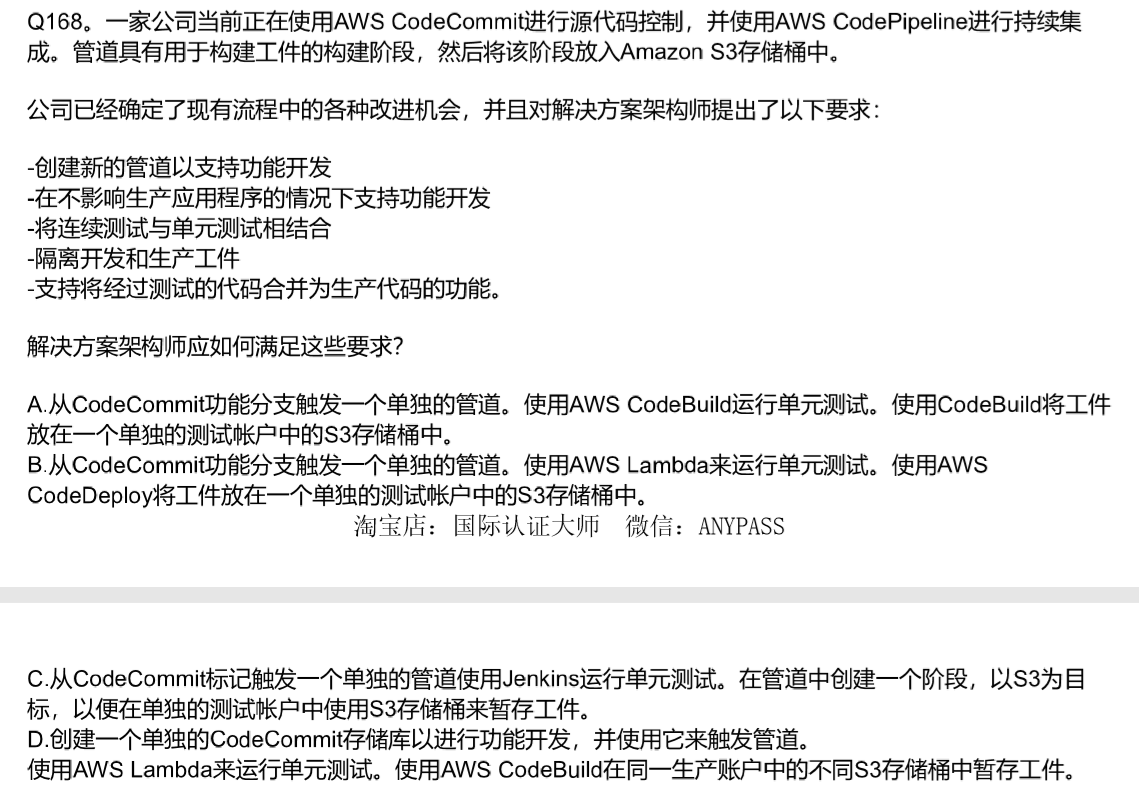 Q168。一家公司当前正在使用AWS CodeCommit进行源代码控制，并使用AWS CodePipeline进行持续集
成。管道具有用于构建工件的构建阶段，然后将该阶段放入Amazon S3存储桶中。
公司已经确定了现有流程中的各种改进机会，并且对解决方案架构师提出了以下要求：
-创建新的管道以支持功能开发
-在不影响生产应用程序的情况下支持功能开发
-将连续测试与单元测试相结合
-隔离开发和生产工件
-支持将经过测试的代码合并为生产代码的功能。
解决方案架构师应如何满足这些要求？
A.从CodeCommit功能分支触发一个单独的管道。使用AWS CodeBuild运行单元测试。使用CodeBuild将工件
放在一个单独的测试帐户中的S3存储桶中。
B.从CodeCommit功能分支触发一个单独的管道。使用AWS Lambda来运行单元测试。使用AWS
CodeDeploy将工件放在一个单独的测试帐户中的S3存储桶中。
淘宝店：国际认证大师 微信：ANYPASS
C.从CodeCommit标记触发一个单独的管道使用Jenkins运行单元测试。在管道中创建一个阶段，以S3为目
标，以便在单独的测试帐户中使用S3存储桶来暂存工件。
D.创建一个单独的CodeCommit存储库以进行功能开发，并使用它来触发管道。
使用AWS Lambda来运行单元测试。使用AWS CodeBuild在同一生产账户中的不同S3存储桶中暂存工件。